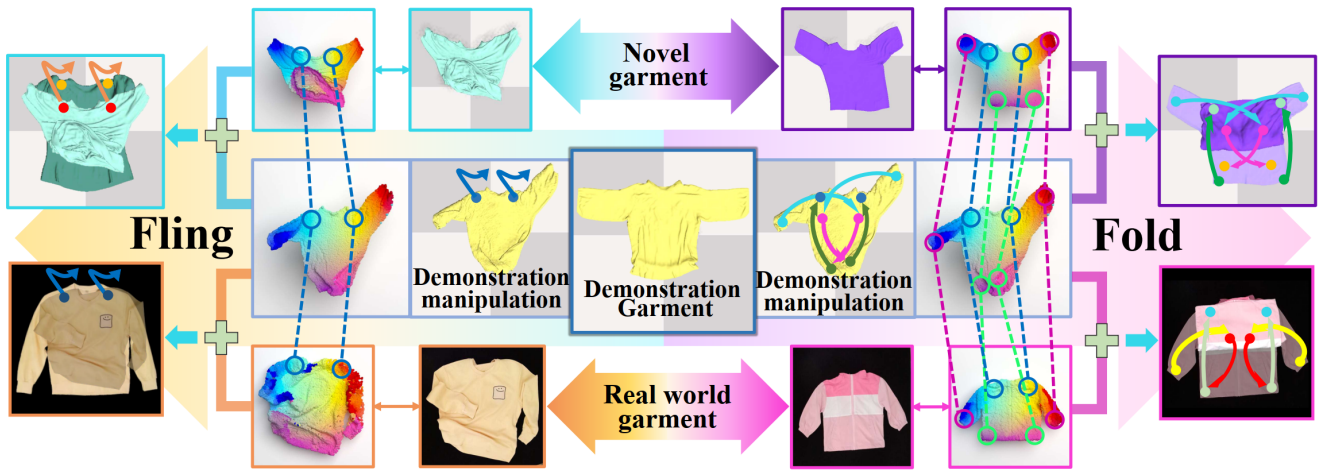 Novel
garment
Fling
Fold
Demonstration
manipulation
Demonstration
Garment
Demonstration
manipulation
Real world
garment